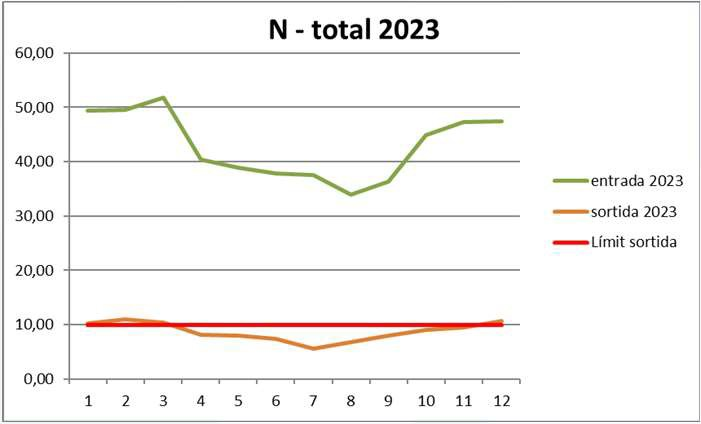 N - total 2023
60,00
50,00
40,00
30,00
20,00
10,00
0,00
1 2 3 4 5 6 7 8 9 10 11 12
entrada 2023
sortida 2023
Límit sortida